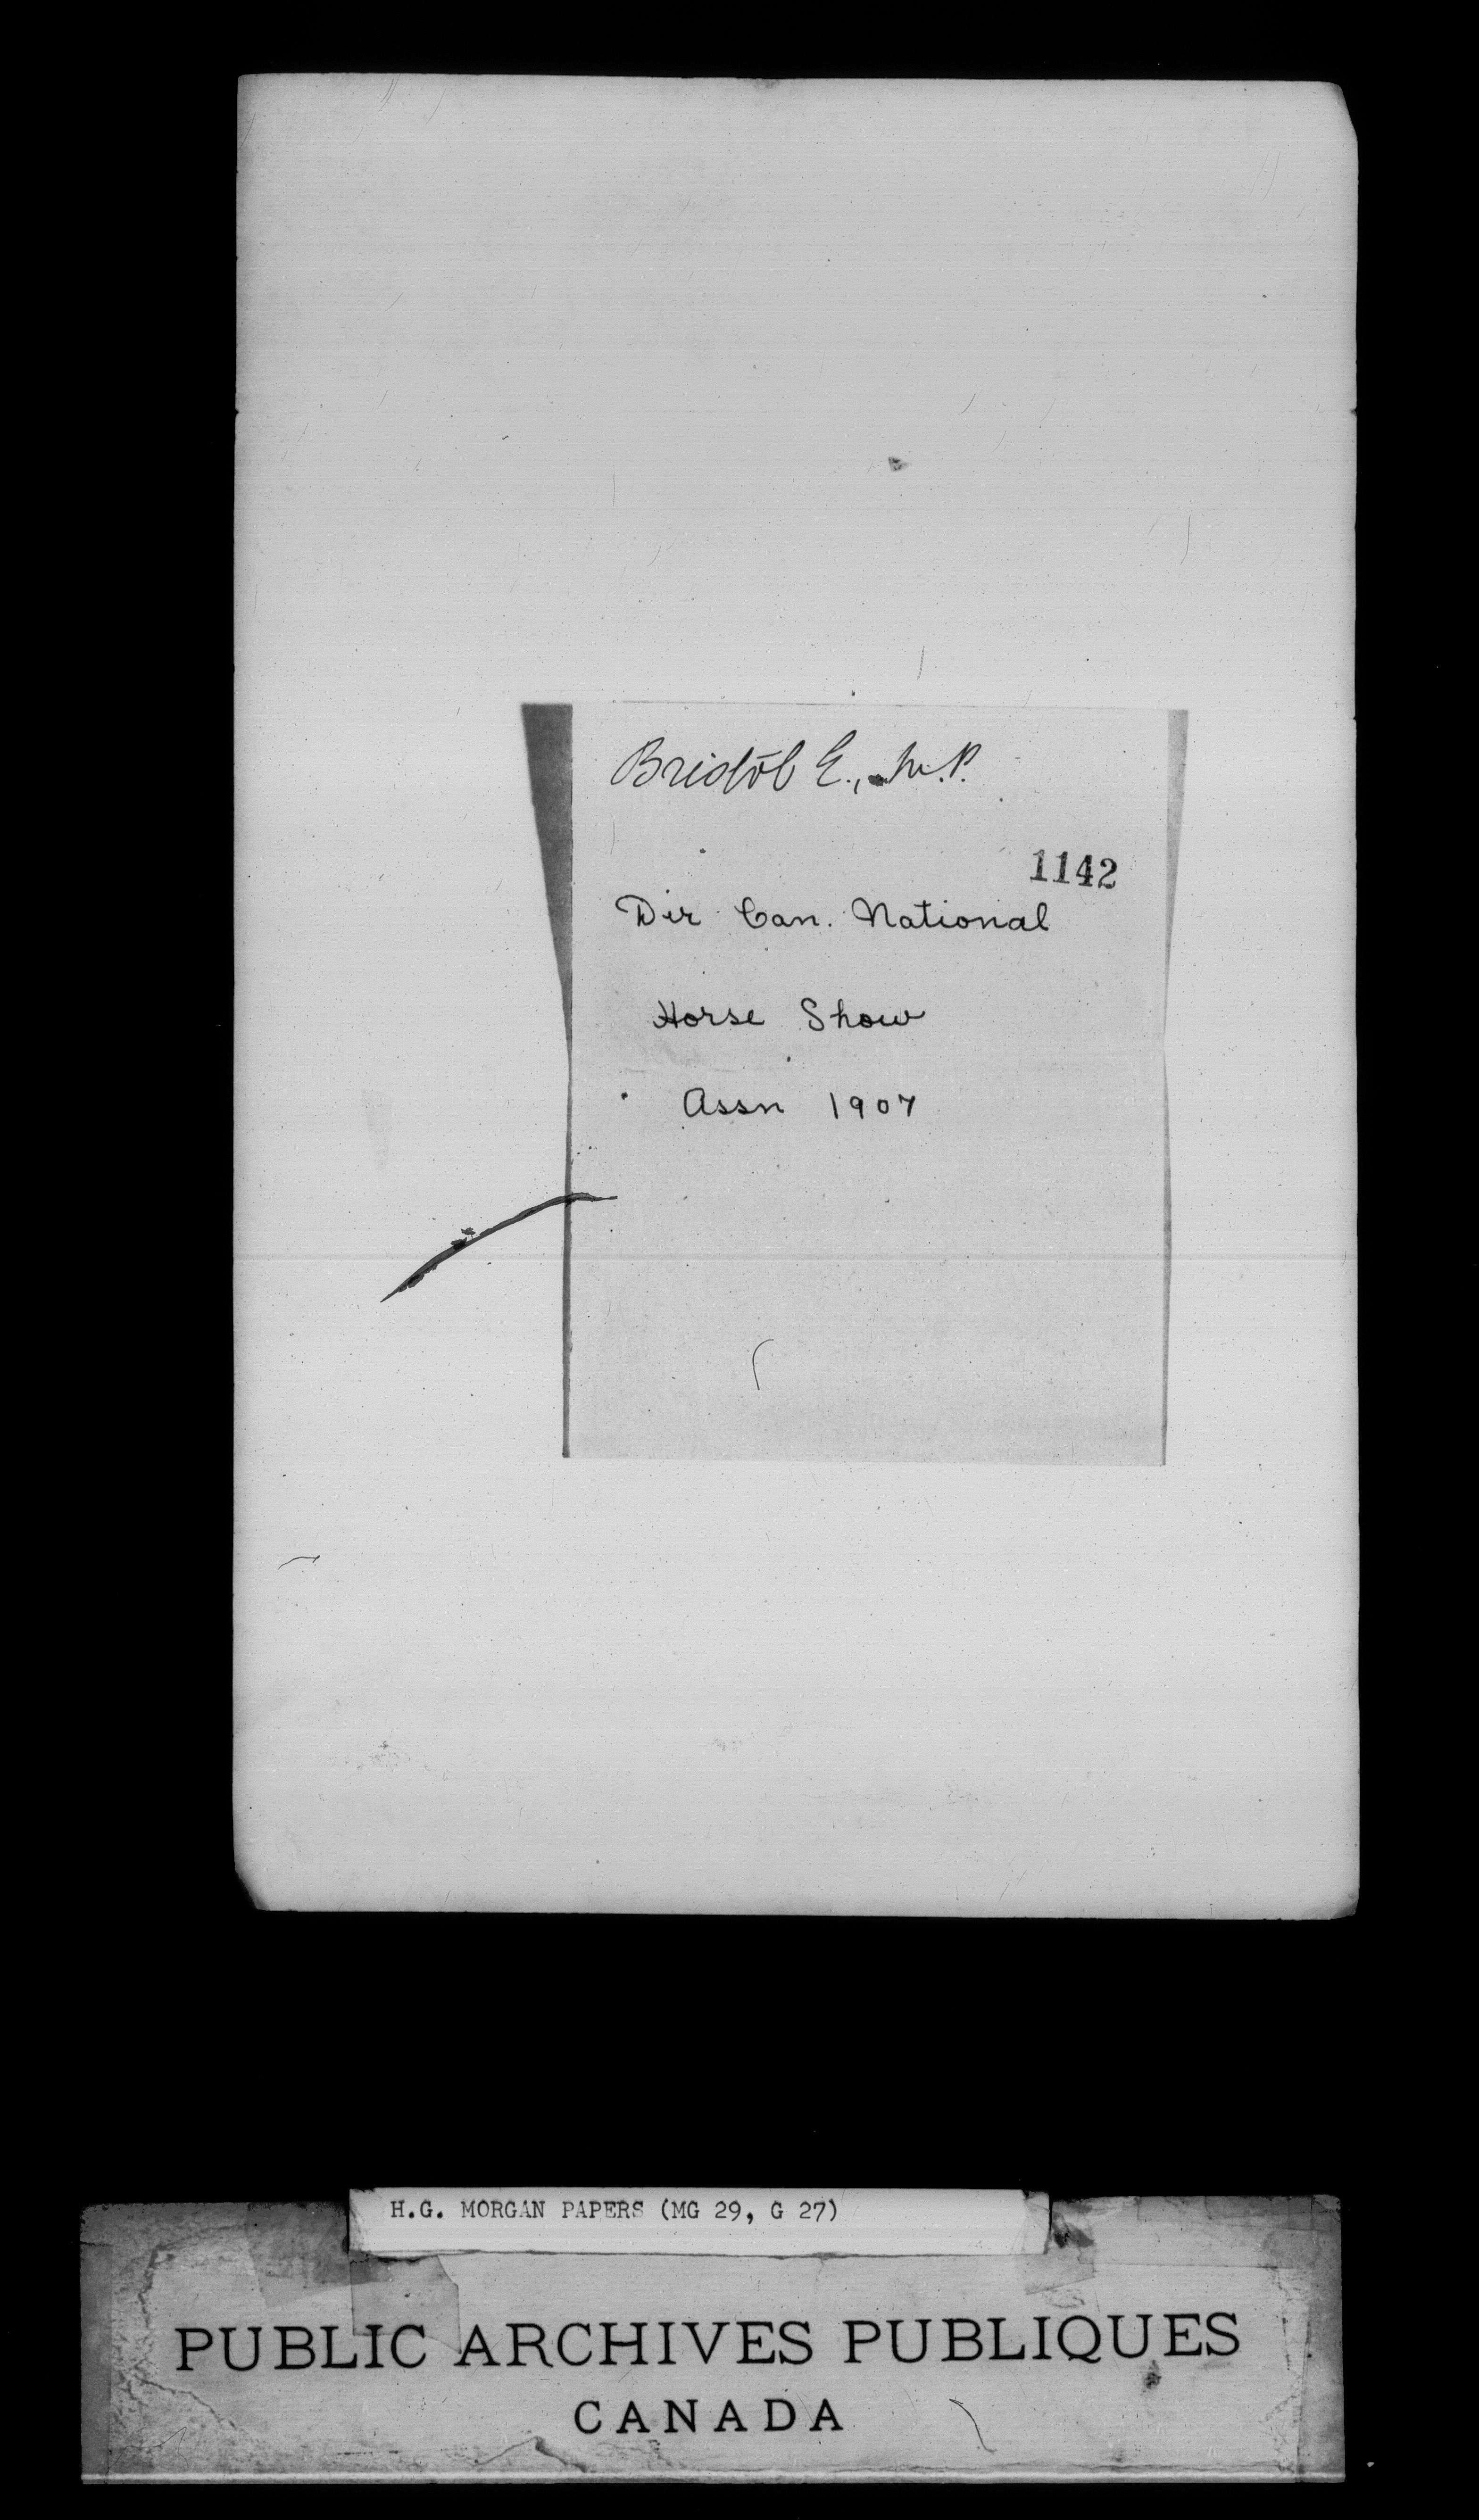 Bristol E., M.P.
1142
Dir Can. National
Horse Show
Assn 1907
H.G. MORGAN PAPERS (MG 29, G 27)
PUBLIC ARCHIVES PUBLIQUES
CANADA